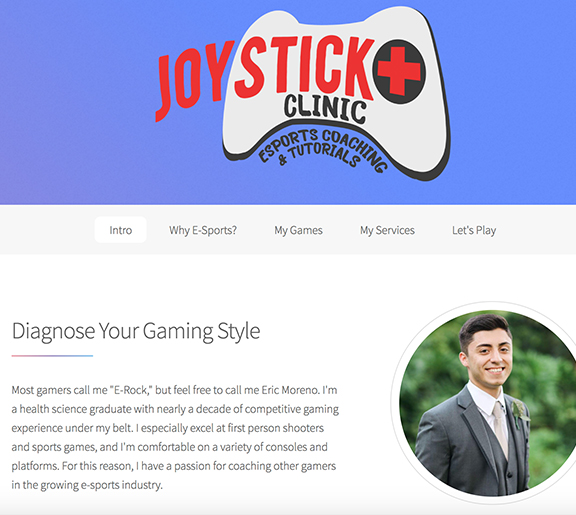 JOYSTICK
CLINIC
ESPORTS COACHING
& TUTORIALS
Intro Why E-Sports? My Games My Services Let's Play
Diagnose Your Gaming Style
Most gamers call me "E-Rock," but feel free to call me Eric Moreno. I'm
a health science graduate with nearly a decade of competitive gaming
experience under my belt. I especially excel at first person shooters
and sports games, and I'm comfortable on a variety of consoles and
platforms. For this reason, I have a passion for coaching other gamers
in the growing e-sports industry.